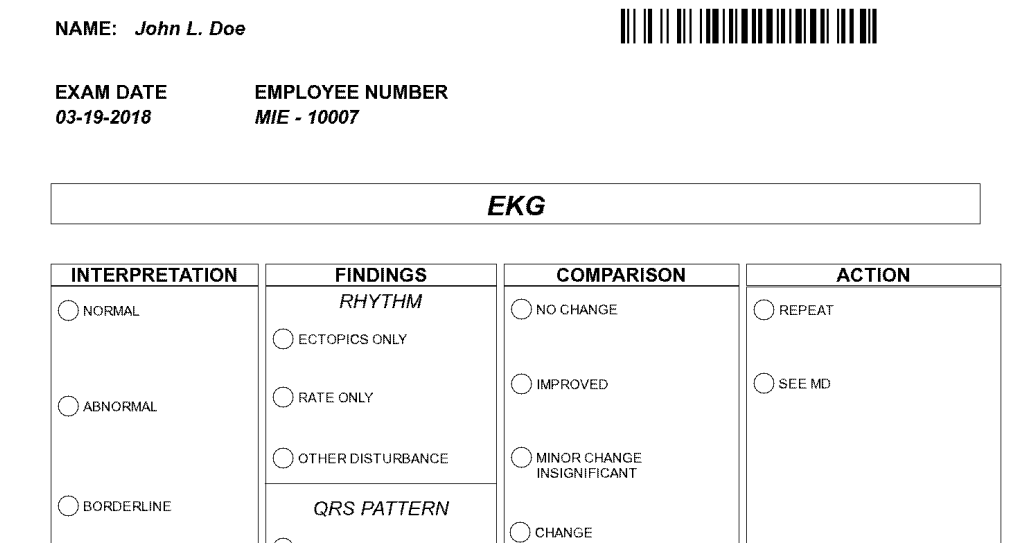 NAME: John L. Doe
EXAM DATE EMPLOYEE NUMBER
03-19-2018 MIE - 10007
EKG
INTERPRETATION
NORMAL
ABNORMAL
BORDERLINE
FINDINGS
RHYTHM
ECTOPICS ONLY
RATE ONLY
OTHER DISTURBANCE
QRS PATTERN
COMPARISON
NO CHANGE
IMPROVED
MINOR CHANGE
INSIGNIFICANT
CHANGE
ACTION
REPEAT
SEE MD